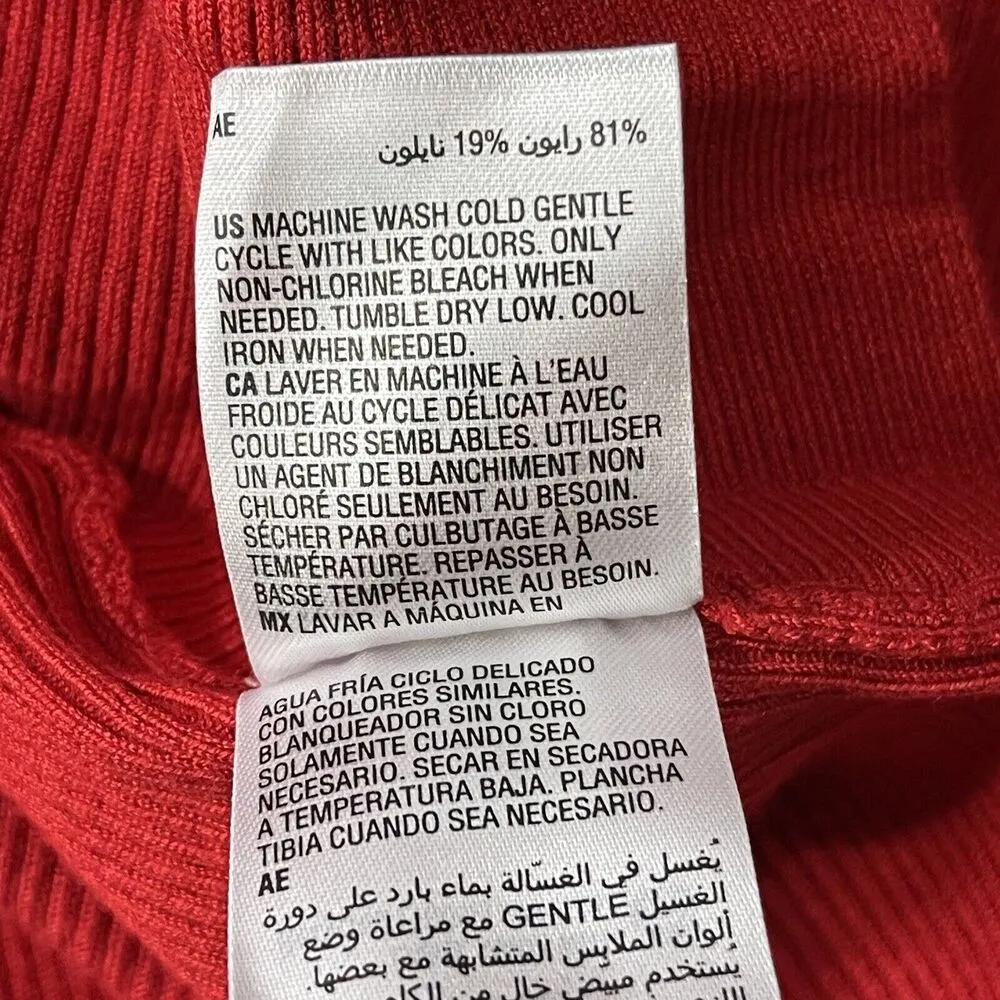 AE
81% رايون 19% نايلون
US MACHINE WASH COLD GENTLE
CYCLE WITH LIKE COLORS. ONLY
NON-CHLORINE BLEACH WHEN
NEEDED. TUMBLE DRY LOW. COOL
IRON WHEN NEEDED.
CA LAVER EN MACHINE À L'EAU
FROIDE AU CYCLE DÉLICAT AVEC
COULEURS SEMBLABLES. UTILISER
UN AGENT DE BLANCHIMENT NON
CHLORÉ SEULEMENT AU BESOIN.
SÉCHER PAR CULBUTAGE À BASSE
TEMPÉRATURE. REPASSER À
BASSE TEMPÉRATURE AU BESOIN.
MX LAVAR A MÁQUINA EN
AGUA FRÍA CICLO DELICADO
CON COLORES SIMILARES.
BLANQUEADOR SIN CLORO
SOLAMENTE CUANDO SEA
NECESARIO. SECAR EN SECADORA
A TEMPERATURA BAJA. PLANCHA
TIBIA CUANDO SEA NECESARIO.
AE
يُغسل في الغسّالة بماء بارد على دورة
الغسيل GENTLE مع مراعاة وضع
ألوان الملابس المتشابهة مع بعضها.
يستخدم مبيّض خالٍ من